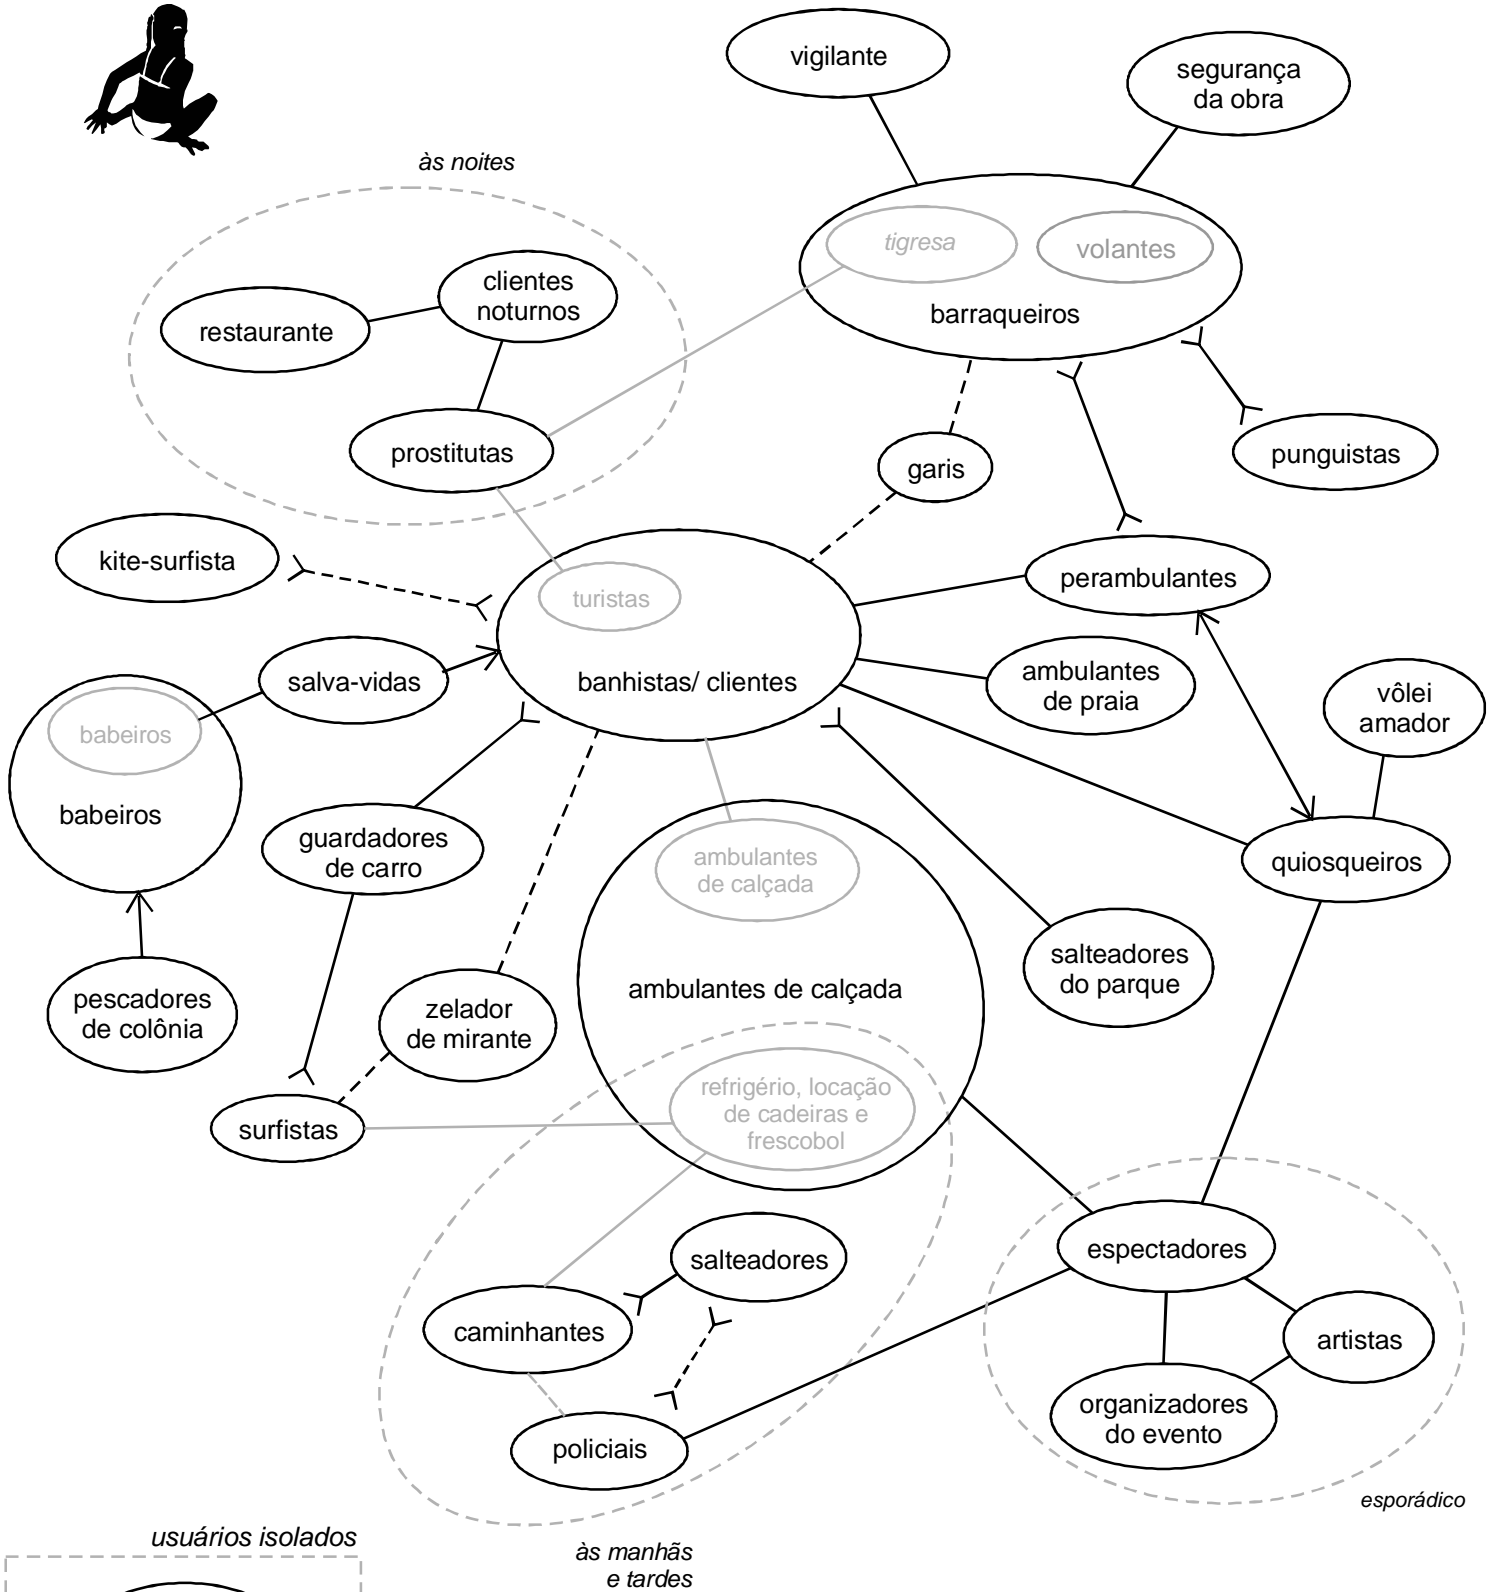 vigilante
segurança
da obra
às noites
tigresa
volantes
clientes
noturnos
restaurante
barraqueiros
prostitutas
garis
punguistas
kite-surfista
perambulantes
turistas
salva-vidas
banhistas/ clientes
ambulantes
de praia
vôlei
amador
babeiros
babeiros
guardadores
de carro
ambulantes
de calçada
quiosqueiros
salteadores
do parque
pescadores
de colônia
zelador
de mirante
ambulantes de calçada
refrigério, locação
de cadeiras e
frescobol
surfistas
salteadores
espectadores
caminhantes
artistas
organizadores
do evento
policiais
esporádico
usuários isolados
às manhãs
e tardes